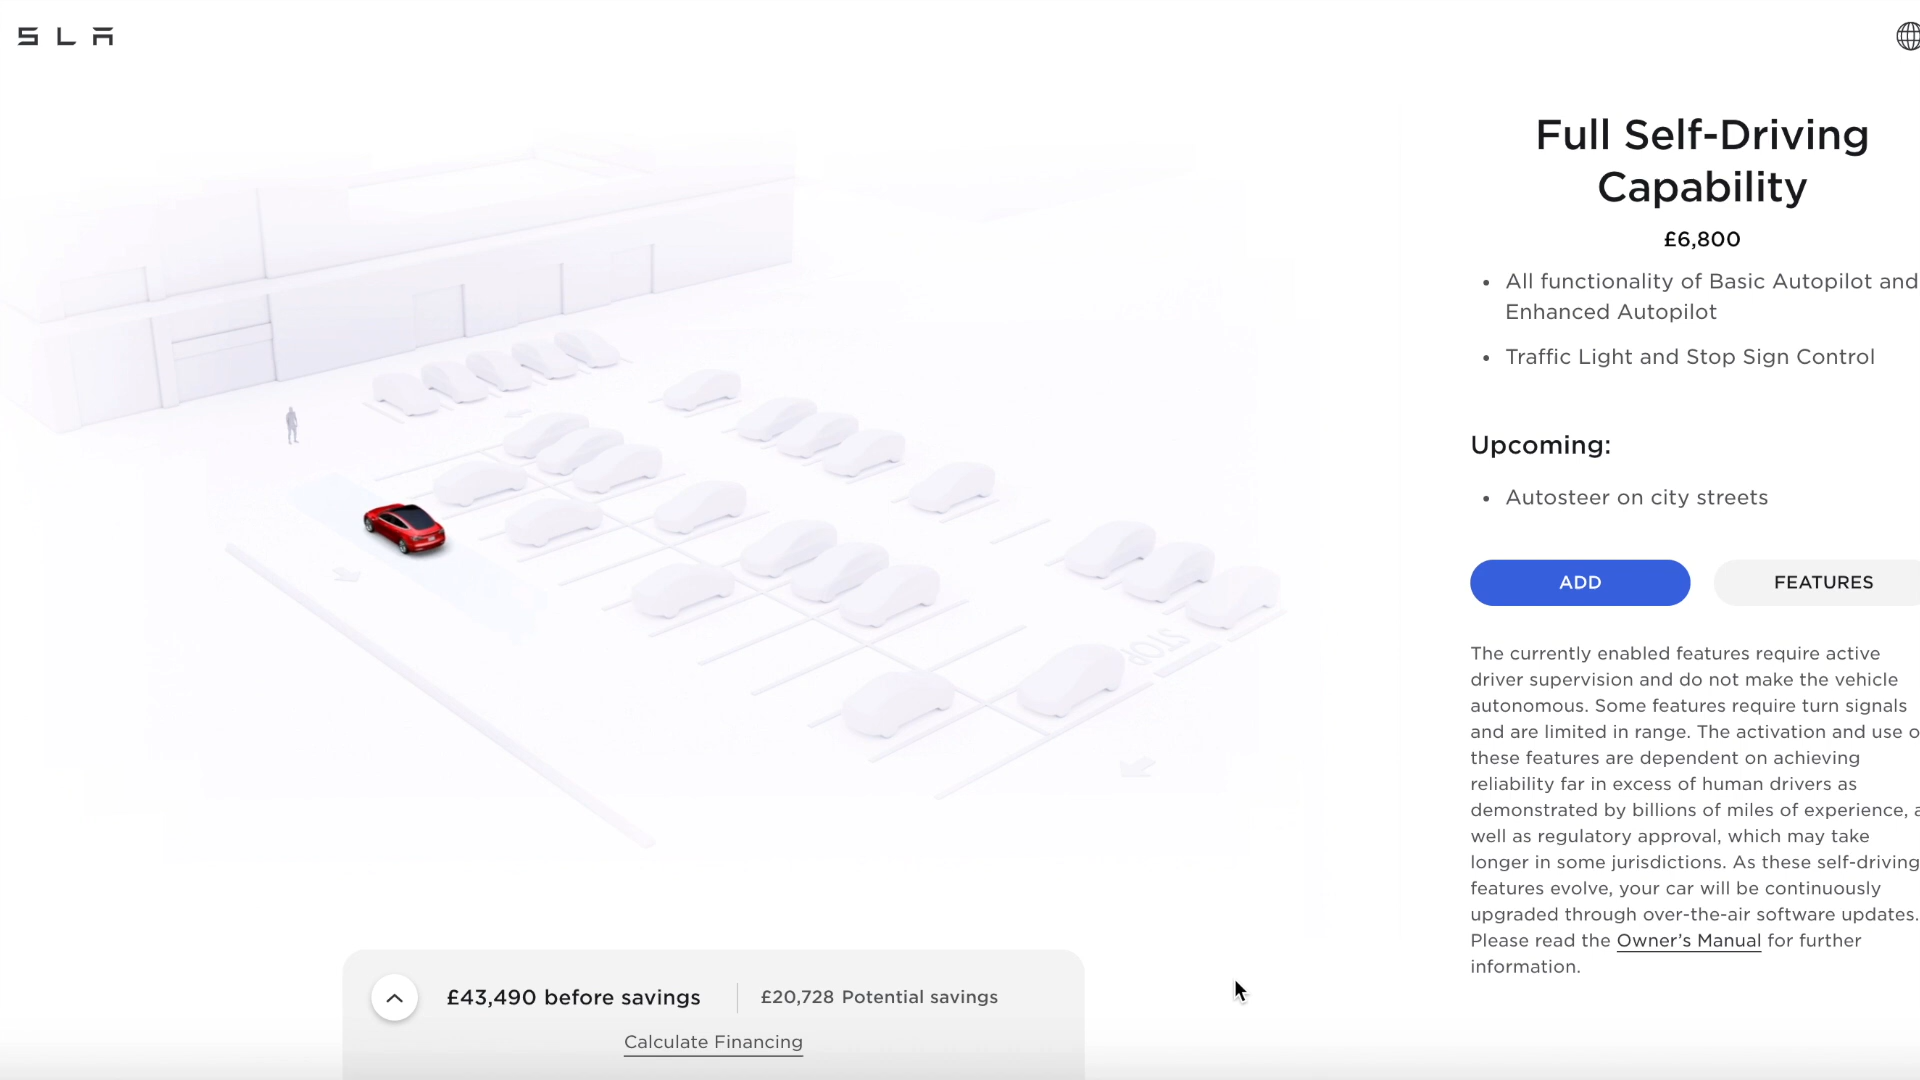 SLA
Full Self-Driving
Capability
£6,800
• All functionality of Basic Autopilot and
Enhanced Autopilot
• Traffic Light and Stop Sign Control
Upcoming:
• Autosteer on city streets
ADD
FEATURES
The currently enabled features require active
driver supervision and do not make the vehicle
autonomous. Some features require turn signals
and are limited in range. The activation and use o
these features are dependent on achieving
reliability far in excess of human drivers as
demonstrated by billions of miles of experience, a
well as regulatory approval, which may take
longer in some jurisdictions. As these self-driving
features evolve, your car will be continuously
upgraded through over-the-air software updates.
Please read the Owner’s Manual for further
information.
STOP
£43,490 before savings
£20,728 Potential savings
Calculate Financing